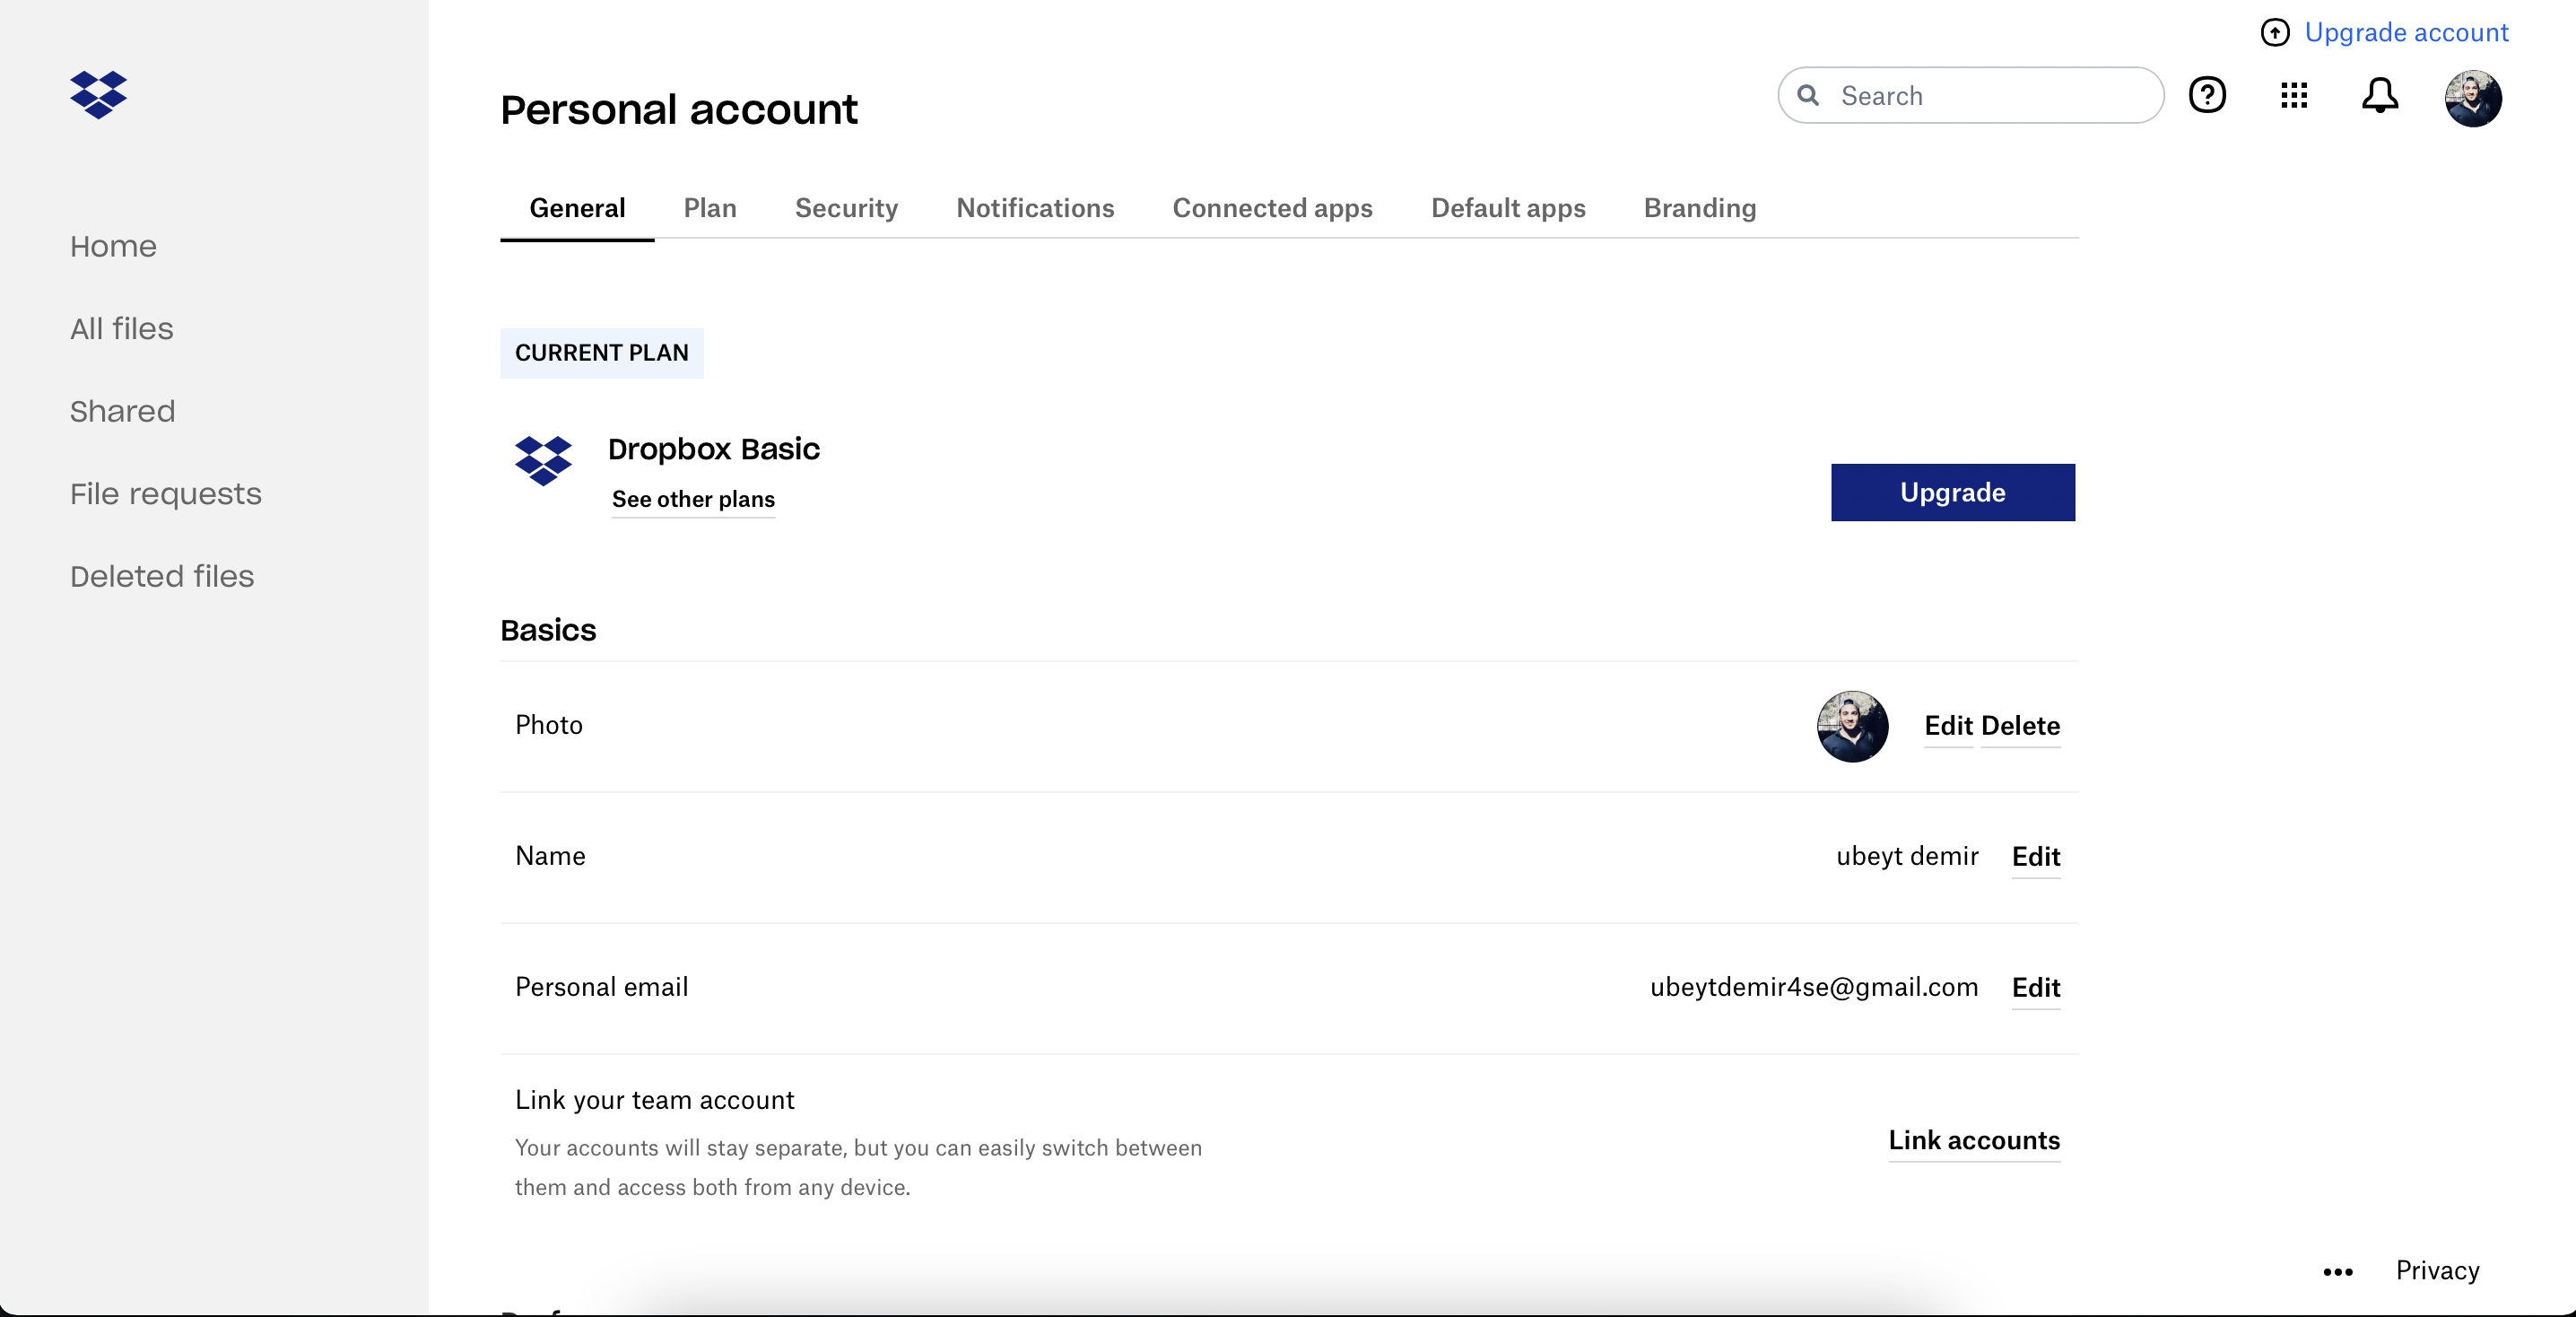 Upgrade account
Search
Personal account
General Plan Security Notifications Connected apps Default apps Branding
Home
All files
Shared
File requests
Deleted files
CURRENT PLAN
Dropbox Basic
See other plans
Upgrade
Basics
Photo
Edit Delete
Name
ubeyt demir Edit
Personal email
ubeytdemir4se@gmail.com Edit
Link your team account
Your accounts will stay separate, but you can easily switch between
them and access both from any device.
Link accounts
Privacy